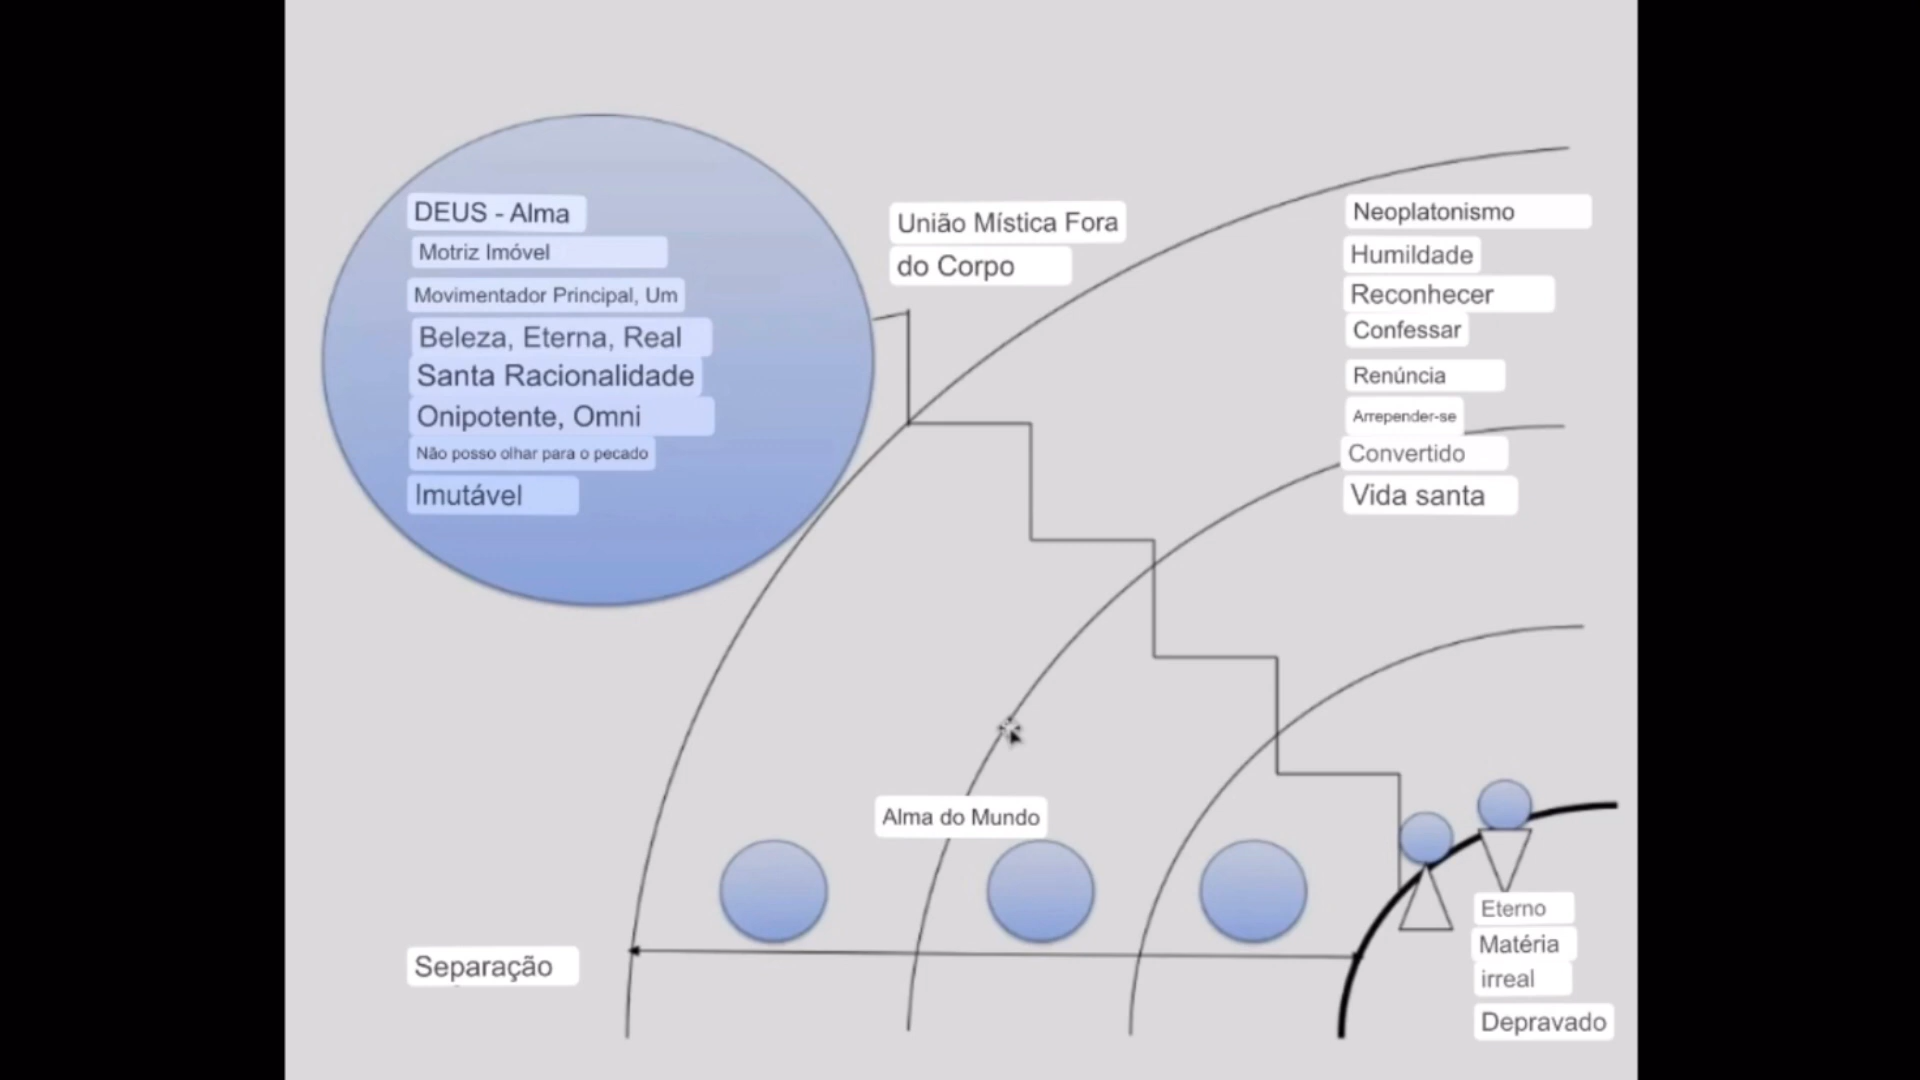 DEUS - Alma
Motriz Imóvel
Movimentador Principal, Um
Beleza, Eterna, Real
Santa Racionalidade
Onipotente, Omni
Não posso olhar para o pecado
Imutável
União Mística Fora
do Corpo
Neoplatonismo
Humildade
Reconhecer
Confessar
Renúncia
Arrepender-se
Convertido
Vida santa
Alma do Mundo
Separação
Eterno
Matéria
irreal
Depravado